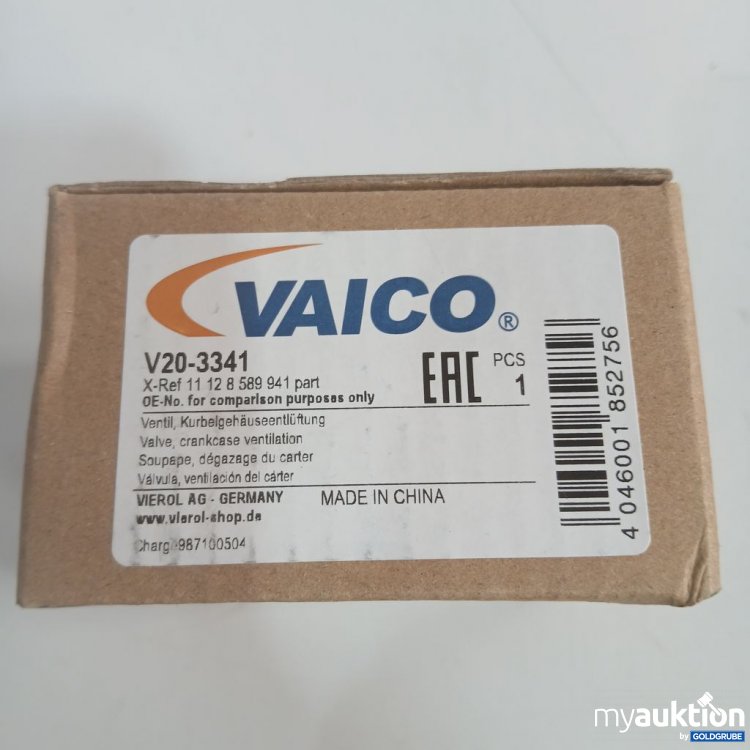 VAICO®
V20-3341
X-Ref 11 12 8 589 941 part
OE-No. for comparison purposes only
EAC
PCS
1
Ventil, Kurbelgehäuseentlüftung
Valve, crankcase ventilation
Soupape, dégazage du carter
Válvula, ventilación del cárter
VIEROL AG - GERMANY
MADE IN CHINA
www.vierol-shop.de
4 046001 852756
myauktion
by GOLDGRUBE